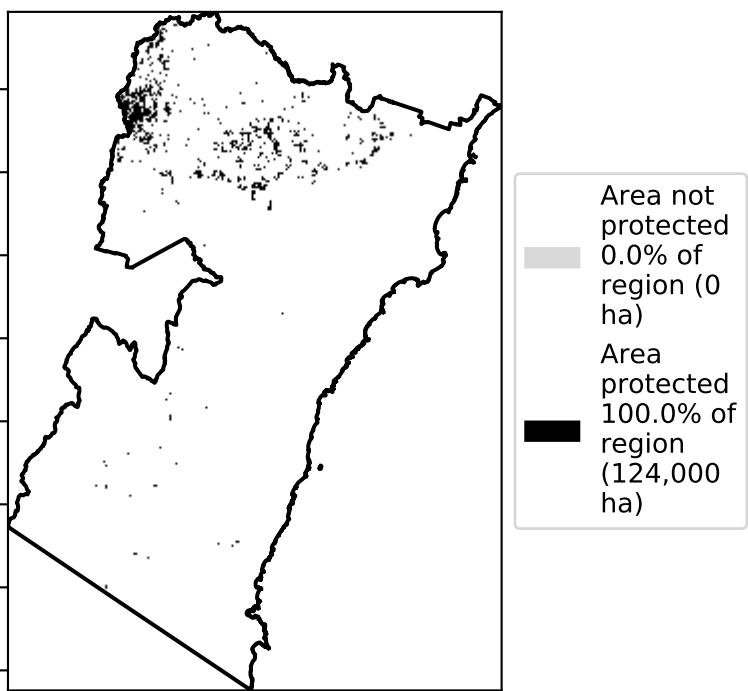 Area not
protected
0.0% of
region (0
ha)
Area
protected
100.0% of
region
(124,000
ha)